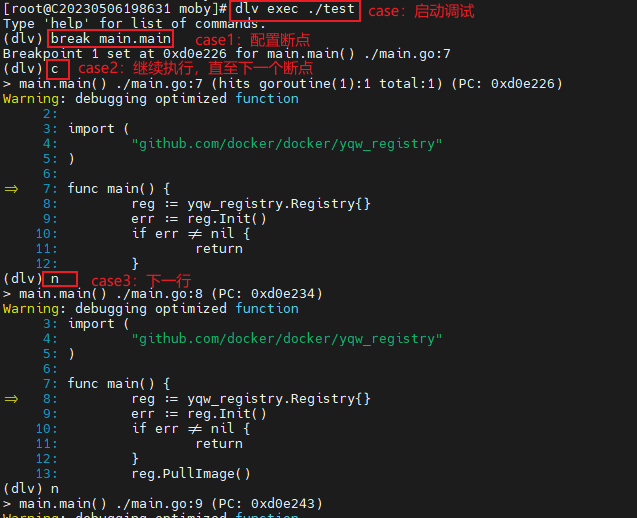 [root@C20230506198631 moby]# dlv exec ./test case：启动调试
Type 'help' for list of commands.
(dlv) break main.main case1：配置断点
Breakpoint 1 set at 0xd0e226 for main.main() ./main.go:7
(dlv) c case2：继续执行，直至下一个断点
> main.main() ./main.go:7 (hits goroutine(1):1 total:1) (PC: 0xd0e226)
Warning: debugging optimized function
2:
3: import (
4: "github.com/docker/docker/yqw_registry"
5: )
6:
=> 7: func main() {
8: reg := yqw_registry.Registry{}
9: err := reg.Init()
10: if err != nil {
11: return
12: }
(dlv) n case3：下一行
> main.main() ./main.go:8 (PC: 0xd0e234)
Warning: debugging optimized function
3: import (
4: "github.com/docker/docker/yqw_registry"
5: )
6:
7: func main() {
=> 8: reg := yqw_registry.Registry{}
9: err := reg.Init()
10: if err != nil {
11: return
12: }
13: reg.PullImage()
(dlv) n
> main.main() ./main.go:9 (PC: 0xd0e243)
Warning: debugging optimized function